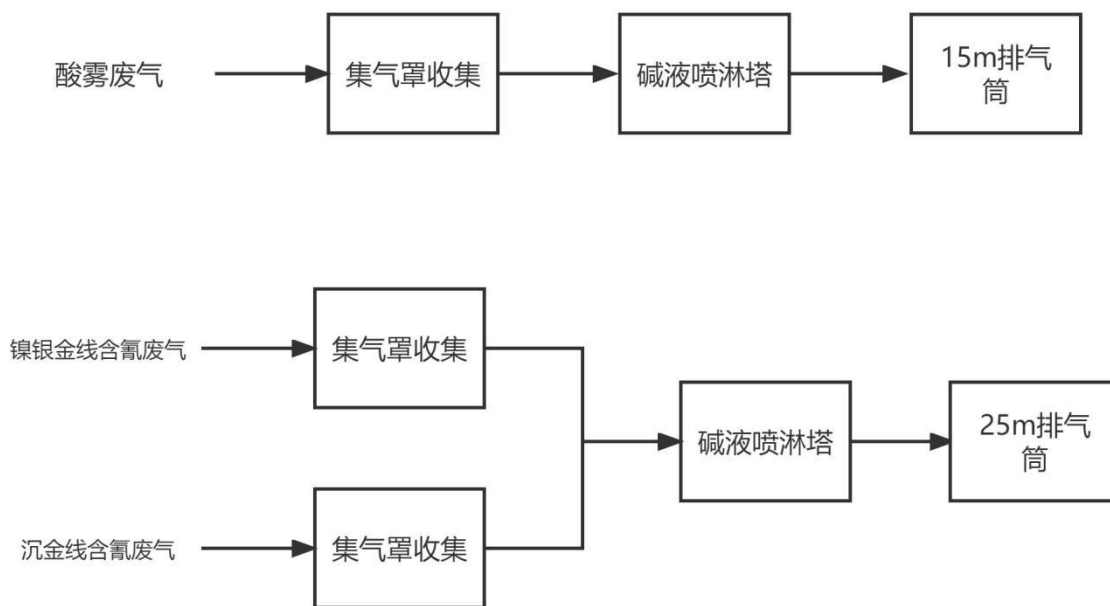 酸雾废气
集气罩收集
碱液喷淋塔
15m排气
筒
镍银金线含氰废气
集气罩收集
碱液喷淋塔
25m排气
筒
沉金线含氰废气
集气罩收集